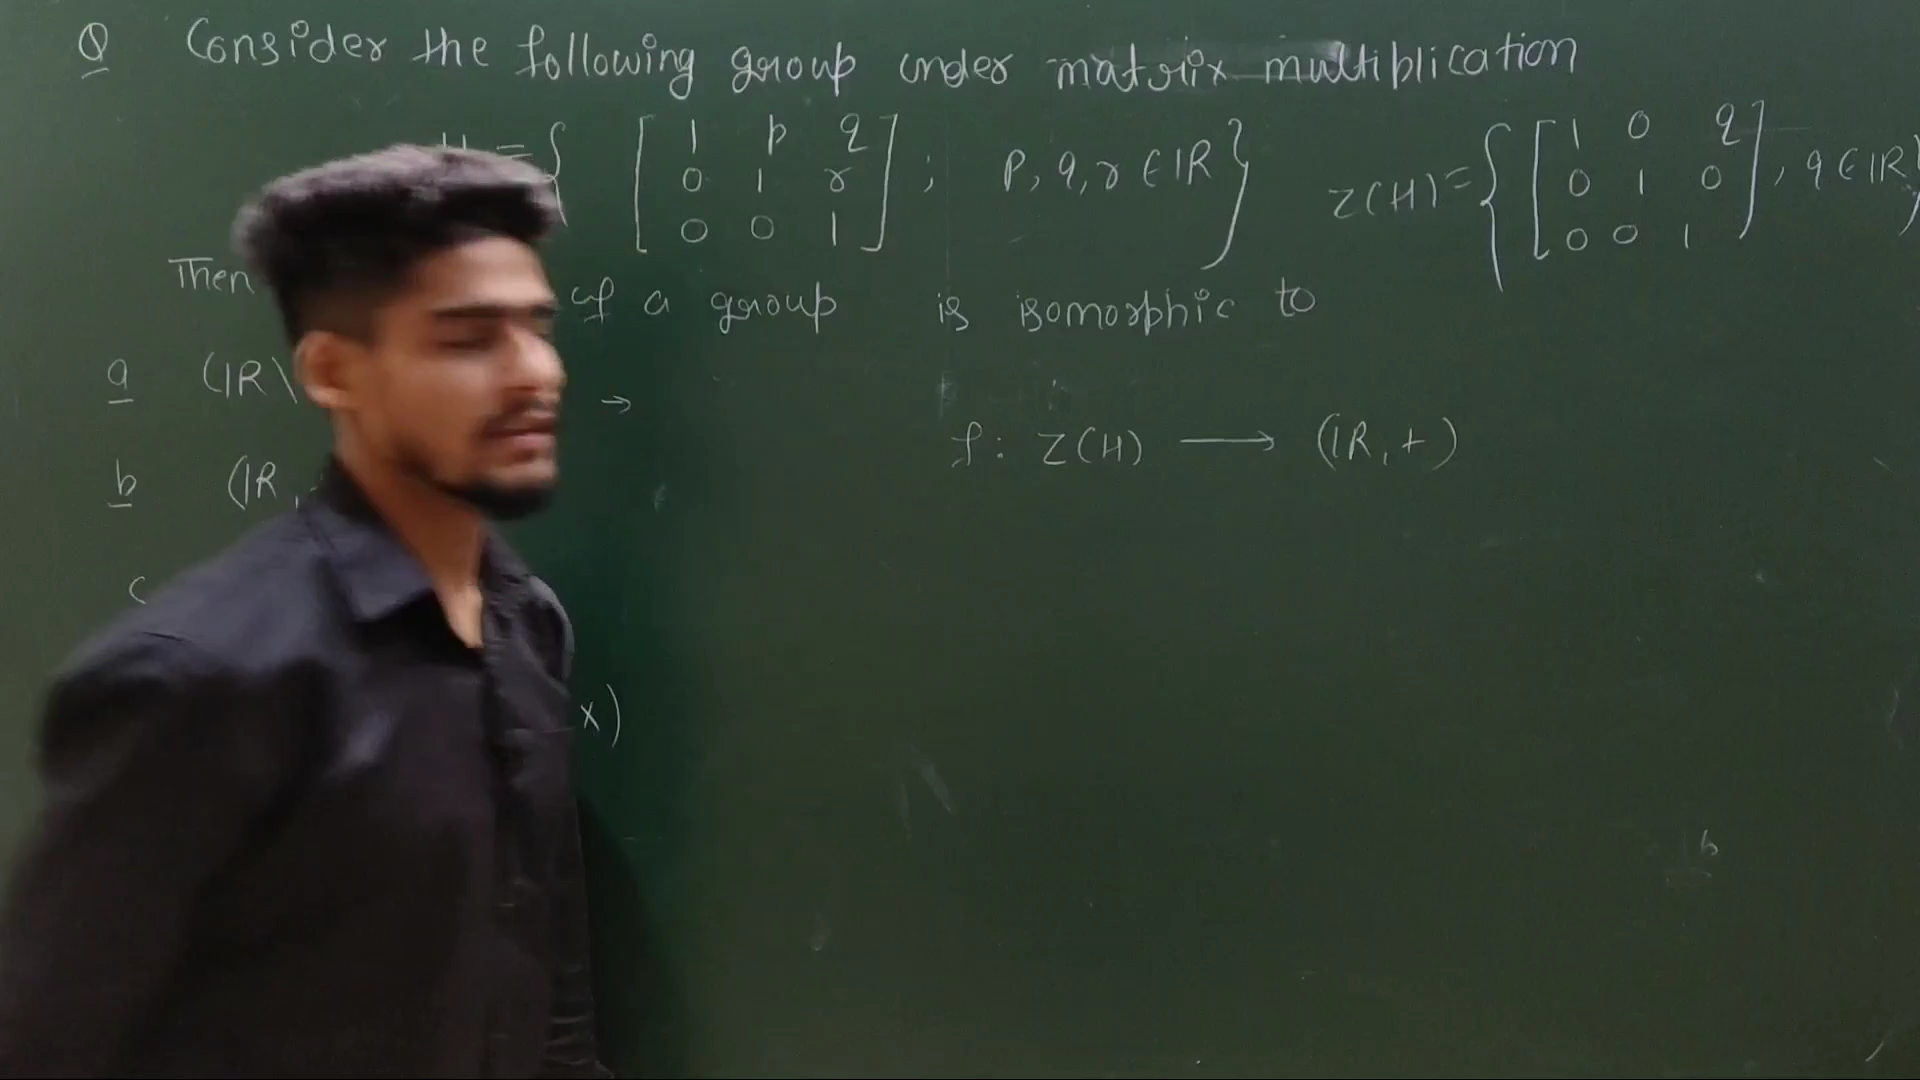 Q Consider the following group under matrix multiplication
= { [ 1 p q ; p, q, r ∈ IR } Z(H) = { [ 1 0 q ], q ∈ IR
0 1 r 0 1 0
0 0 1 ] 0 0 1
Then of a group is isomorphic to
a (IR \ →
f: Z(H) ⟶ (IR, +)
b (IR,
c
x)
b